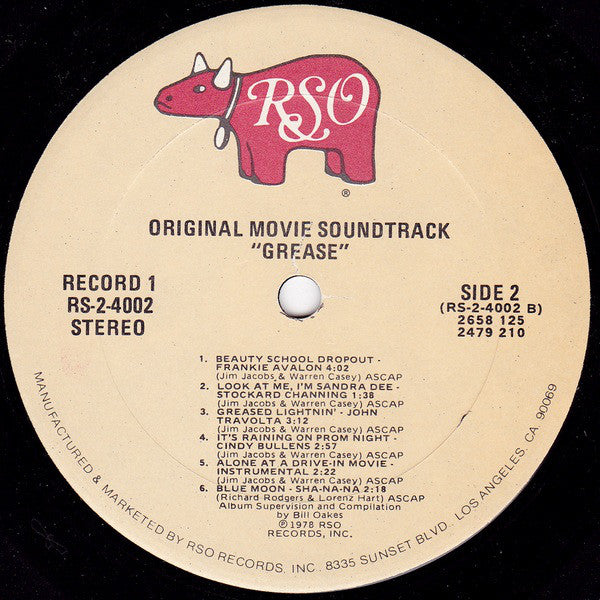 RSO
®
ORIGINAL MOVIE SOUNDTRACK
"GREASE"
RECORD 1
RS-2-4002
STEREO
SIDE 2
(RS-2-4002 B)
2658 125
2479 210
1. BEAUTY SCHOOL DROPOUT -
FRANKIE AVALON 4:02
(Jim Jacobs & Warren Casey) ASCAP
2. LOOK AT ME, I'M SANDRA DEE -
STOCKARD CHANNING 1:38
(Jim Jacobs & Warren Casey) ASCAP
3. GREASED LIGHTNIN' - JOHN
TRAVOLTA 3:12
(Jim Jacobs & Warren Casey) ASCAP
4. IT'S RAINING ON PROM NIGHT -
CINDY BULLENS 2:57
(Jim Jacobs & Warren Casey) ASCAP
5. ALONE AT A DRIVE-IN MOVIE -
INSTRUMENTAL 2:22
(Jim Jacobs & Warren Casey) ASCAP
6. BLUE MOON - SHA-NA-NA 2:18
(Richard Rodgers & Lorenz Hart) ASCAP
Album Supervision and Compilation
by Bill Oakes
℗1978 RSO
RECORDS, INC.
MANUFACTURED & MARKETED BY RSO RECORDS, INC. 8335 SUNSET BLVD. LOS ANGELES, CA 90069